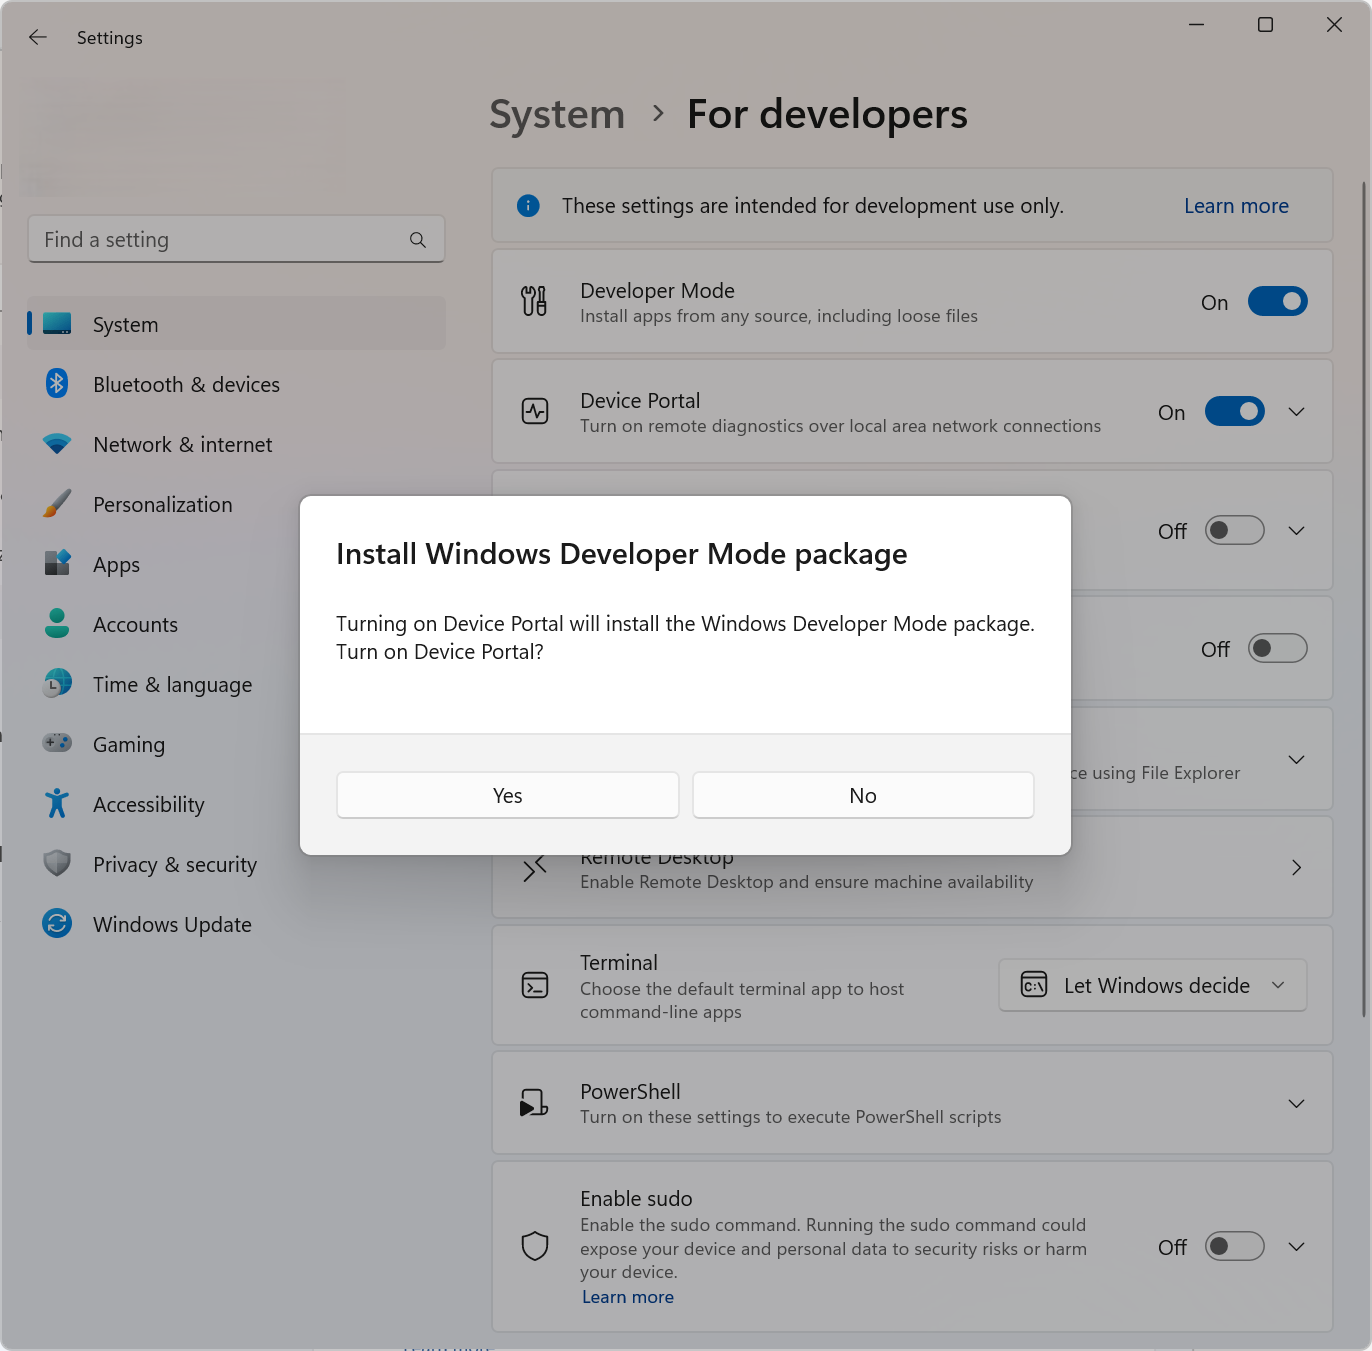 Settings
System > For developers
Find a setting
System
Bluetooth & devices
Network & internet
Personalization
Apps
Accounts
Time & language
Gaming
Accessibility
Privacy & security
Windows Update
These settings are intended for development use only.
Learn more
Developer Mode
Install apps from any source, including loose files
On
Device Portal
Turn on remote diagnostics over local area network connections
On
Off
Off
Install Windows Developer Mode package
Turning on Device Portal will install the Windows Developer Mode package.
Turn on Device Portal?
Yes
No
using File Explorer
Remote Desktop
Enable Remote Desktop and ensure machine availability
Terminal
Choose the default terminal app to host
command-line apps
Let Windows decide
PowerShell
Turn on these settings to execute PowerShell scripts
Enable sudo
Enable the sudo command. Running the sudo command could
expose your device and personal data to security risks or harm
your device.
Learn more
Off